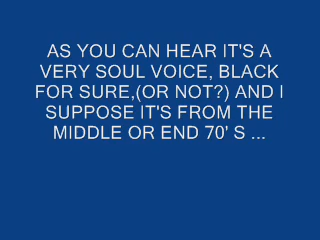 AS YOU CAN HEAR IT'S A
VERY SOUL VOICE, BLACK
FOR SURE,(OR NOT?) AND I
SUPPOSE IT'S FROM THE
MIDDLE OR END 70' S ...